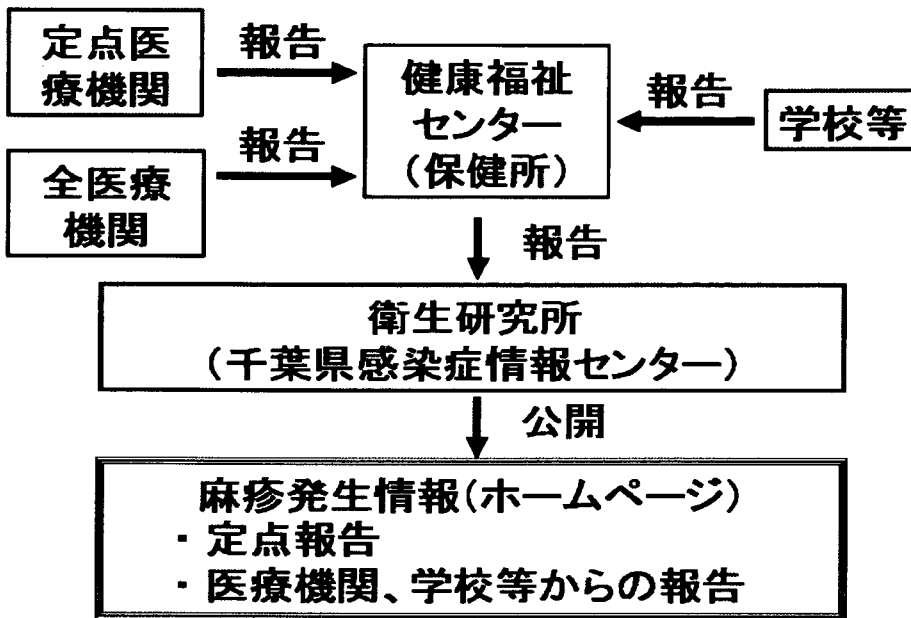 定点医
療機関
報告
健康福祉
センター
(保健所)
報告
学校等
全医療
機関
報告
報告
衛生研究所
(千葉県感染症情報センター)
公開
麻疹発生情報(ホームページ)
・定点報告
・医療機関、学校等からの報告